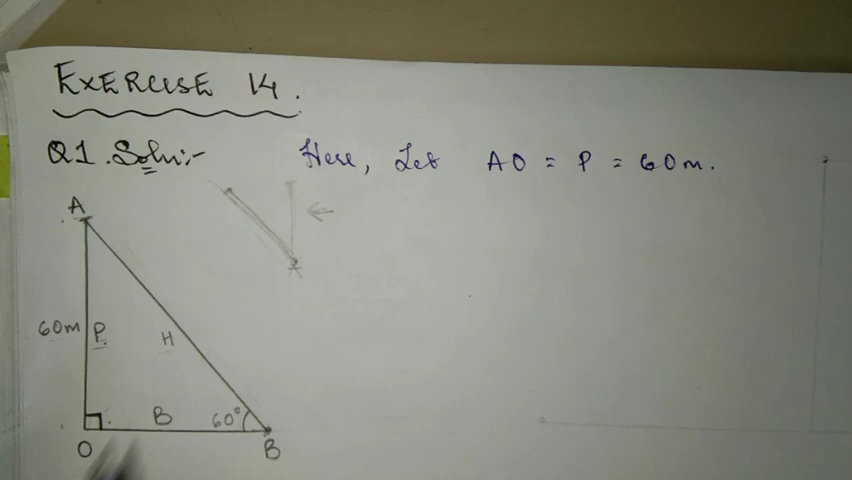 EXERCISE 14.
Q1. Soln:- Here, Let AO = P = 60m.
A
60m P.
H
B 60°
O B